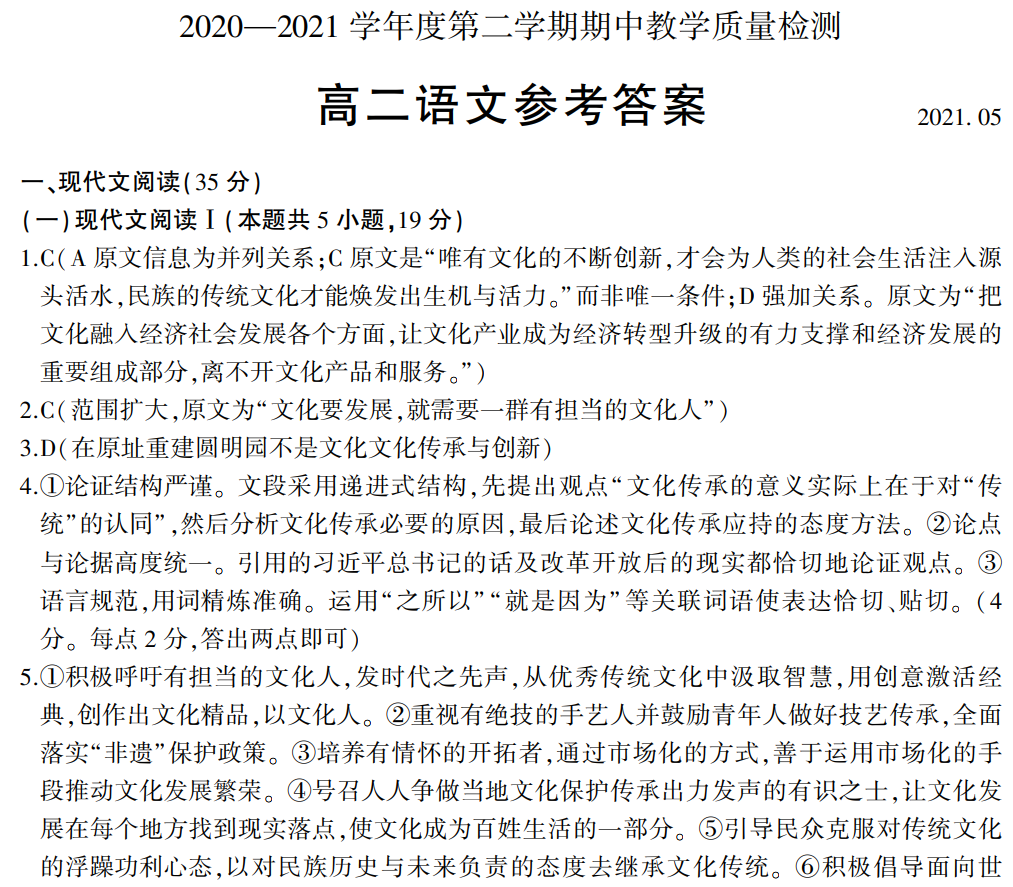 2020—2021 学年度第二学期期中教学质量检测
高二语文参考答案
2021. 05
一、现代文阅读(35 分)
(一)现代文阅读Ⅰ(本题共 5 小题,19 分)
1.C(A 原文信息为并列关系;C 原文是“唯有文化的不断创新,才会为人类的社会生活注入源
头活水,民族的传统文化才能焕发出生机与活力。”而非唯一条件;D 强加关系。原文为“把
文化融入经济社会发展各个方面,让文化产业成为经济转型升级的有力支撑和经济发展的
重要组成部分,离不开文化产品和服务。”)
2.C(范围扩大,原文为“文化要发展,就需要一群有担当的文化人”)
3.D(在原址重建圆明园不是文化文化传承与创新)
4.①论证结构严谨。文段采用递进式结构,先提出观点“文化传承的意义实际上在于对“传
统”的认同”,然后分析文化传承必要的原因,最后论述文化传承应持的态度方法。②论点
与论据高度统一。引用的习近平总书记的话及改革开放后的现实都恰切地论证观点。③
语言规范,用词精炼准确。运用“之所以”“就是因为”等关联词语使表达恰切、贴切。(4
分。每点 2 分,答出两点即可)
5.①积极呼吁有担当的文化人,发时代之先声,从优秀传统文化中汲取智慧,用创意激活经
典,创作出文化精品,以文化人。②重视有绝技的手艺人并鼓励青年人做好技艺传承,全面
落实“非遗”保护政策。③培养有情怀的开拓者,通过市场化的方式,善于运用市场化的手
段推动文化发展繁荣。④号召人人争做当地文化保护传承出力发声的有识之士,让文化发
展在每个地方找到现实落点,使文化成为百姓生活的一部分。⑤引导民众克服对传统文化
的浮躁功利心态,以对民族历史与未来负责的态度去继承文化传统。⑥积极倡导面向世